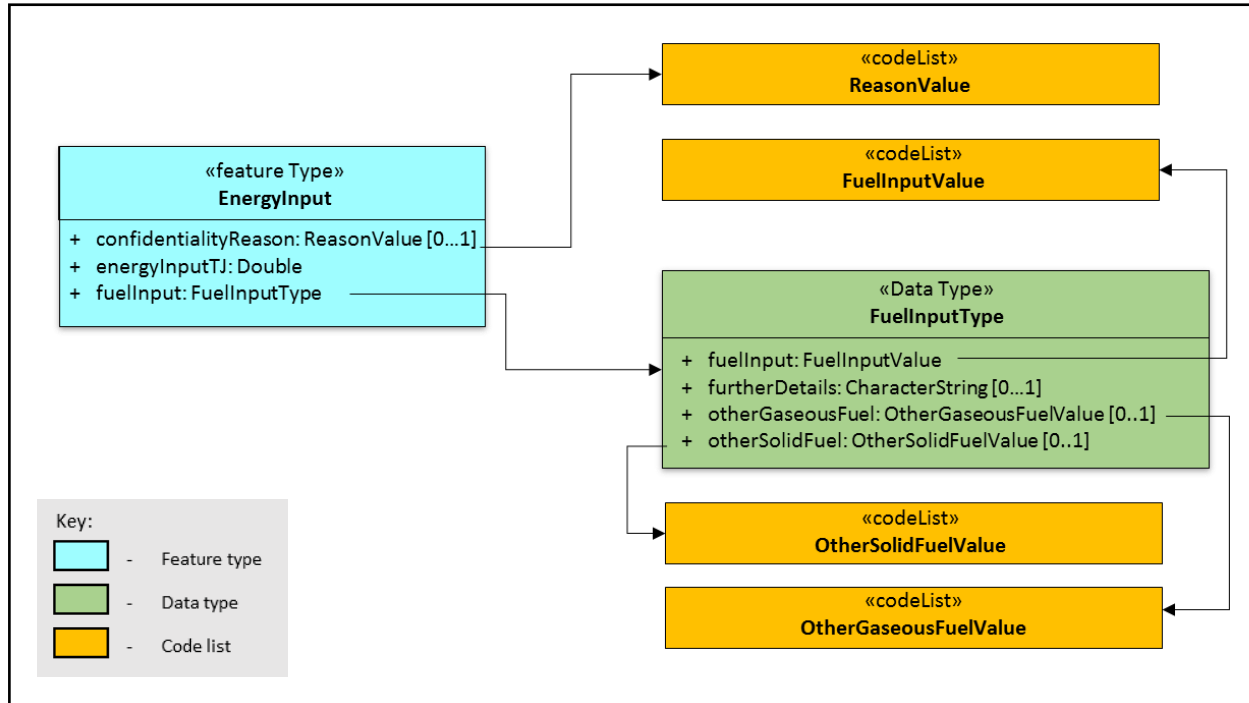 «codeList»
ReasonValue
«codeList»
FuelInputValue
«feature Type»
EnergyInput
+ confidentialityReason: ReasonValue [0...1]
+ energyInputTJ: Double
+ fuelInput: FuelInputType
«Data Type»
FuelInputType
+ fuelInput: FuelInputValue
+ furtherDetails: CharacterString [0...1]
+ otherGaseousFuel: OtherGaseousFuelValue [0..1]
+ otherSolidFuel: OtherSolidFuelValue [0..1]
«codeList»
OtherSolidFuelValue
«codeList»
OtherGaseousFuelValue
Key:
- Feature type
- Data type
- Code list